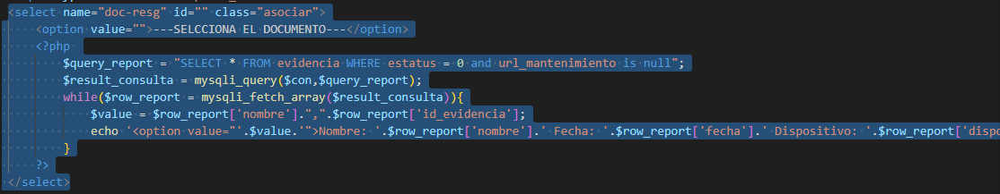 <select name="doc-resg" id="" class="asociar">
<option value="">---SELCCIONA EL DOCUMENTO---</option>
<?php
$query_report = "SELECT * FROM evidencia WHERE estatus = 0 and url_mantenimiento is null";
$result_consulta = mysqli_query($con,$query_report);
while($row_report = mysqli_fetch_array($result_consulta)){
$value = $row_report['nombre'].",".$row_report['id_evidencia'];
echo '<option value="'.$value.'">Nombre: '.$row_report['nombre'].' Fecha: '.$row_report['fecha'].' Dispositivo: '.$row_report['dispo
}
?>
</select>